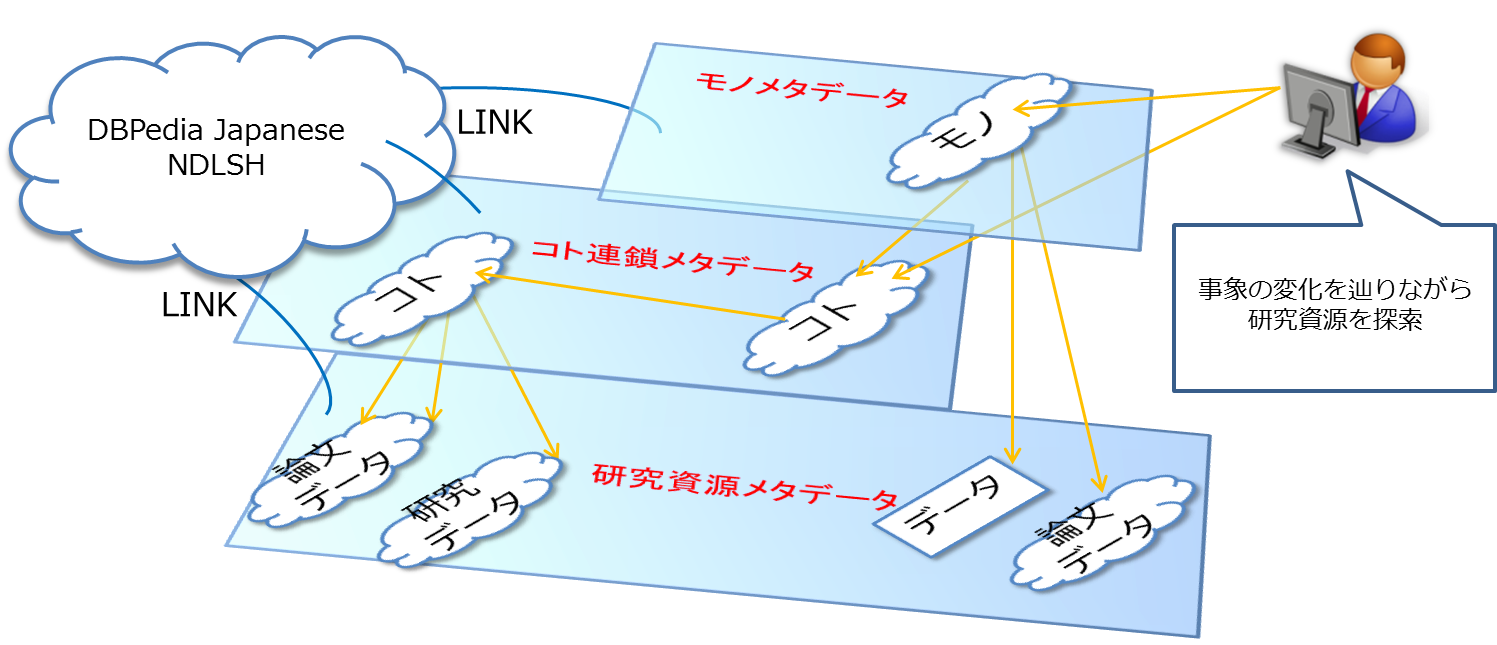 DBPedia Japanese
NDLSH
LINK
LINK
モノメタデータ
モノ
コト連鎖メタデータ
コト
コト
事象の変化を辿りながら
研究資源を探索
研究資源メタデータ
論文
データ
研究
データ
データ
論文
データ